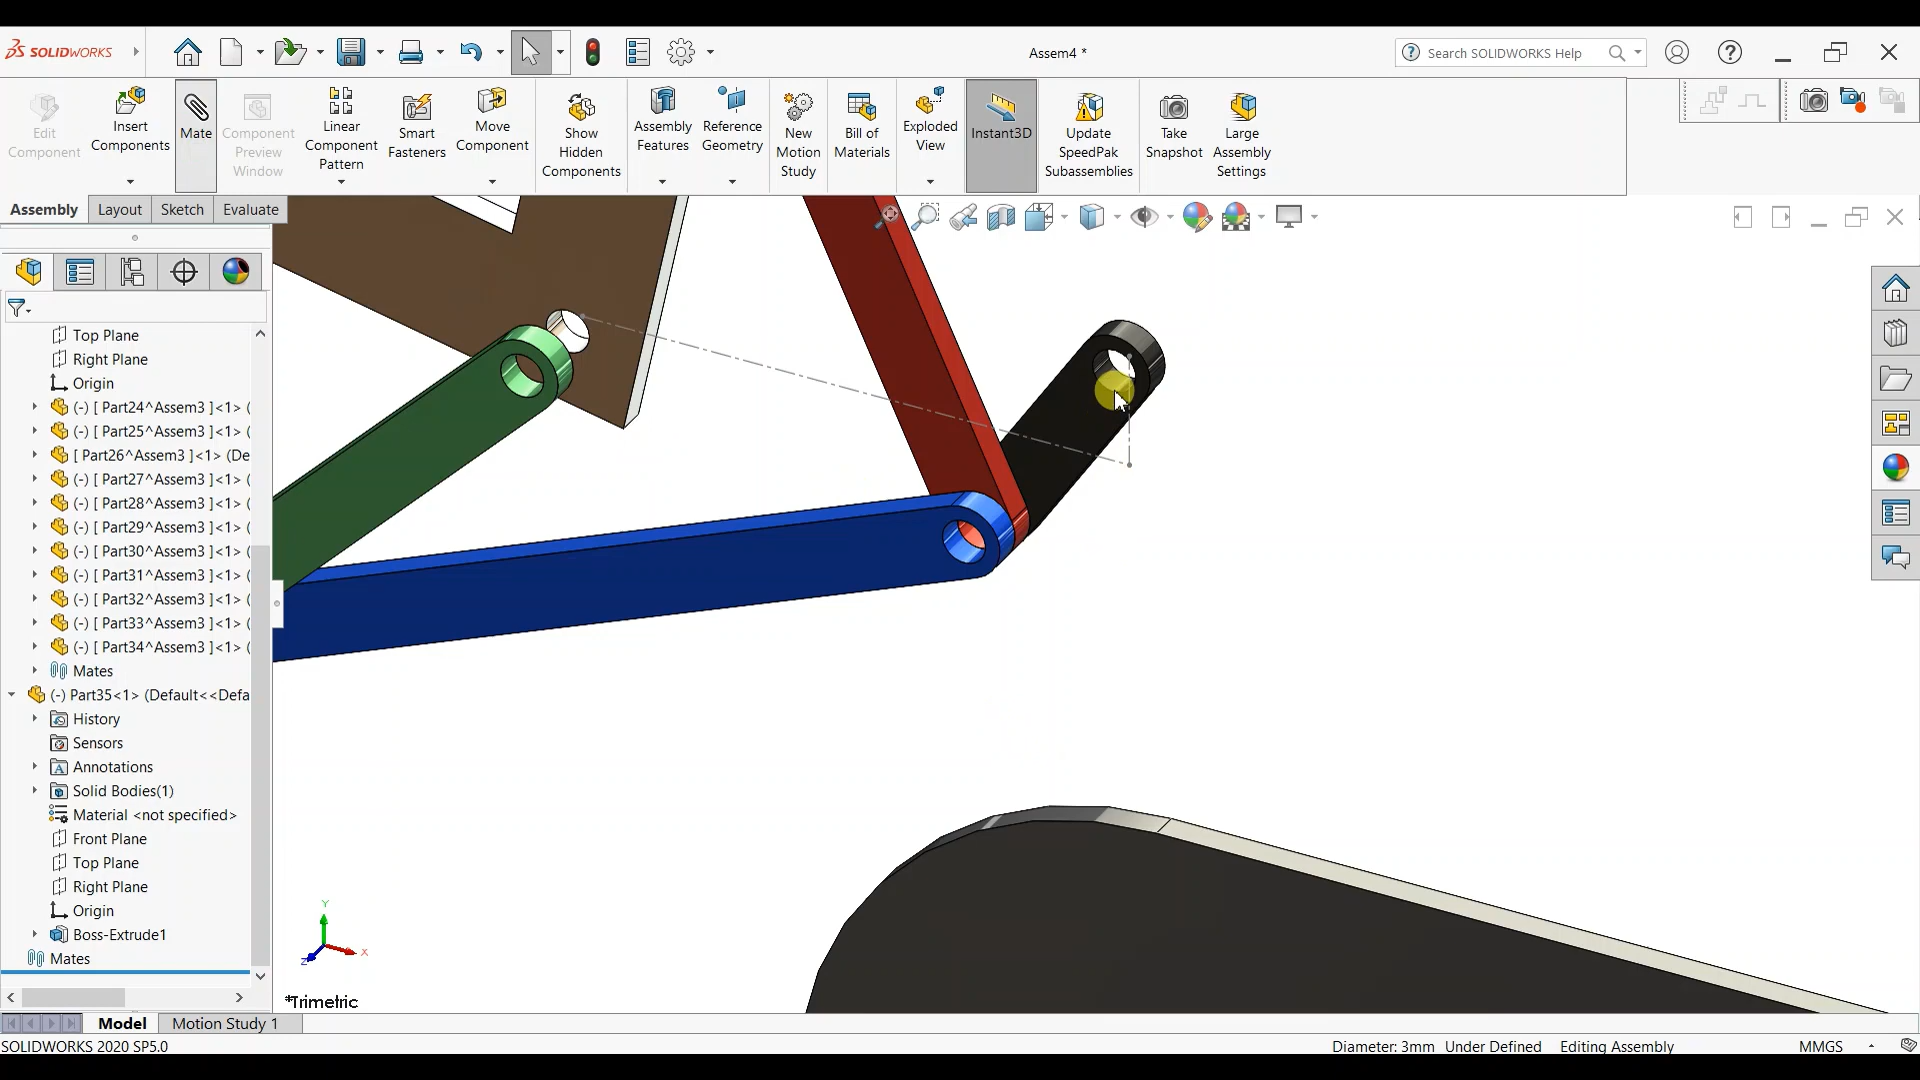 SOLIDWORKS
Assem4 *
Search SOLIDWORKS Help
Edit Component
Insert Components
Mate
Component Preview Window
Linear Component Pattern
Smart Fasteners
Move Component
Show Hidden Components
Assembly Features
Reference Geometry
New Motion Study
Bill of Materials
Exploded View
Instant3D
Update SpeedPak Subassemblies
Take Snapshot
Large Assembly Settings
Assembly
Layout
Sketch
Evaluate
Top Plane
Right Plane
Origin
(-) [ Part24^Assem3 ]<1> (
(-) [ Part25^Assem3 ]<1> (
[ Part26^Assem3 ]<1> (De
(-) [ Part27^Assem3 ]<1> (
(-) [ Part28^Assem3 ]<1> (
(-) [ Part29^Assem3 ]<1> (
(-) [ Part30^Assem3 ]<1> (
(-) [ Part31^Assem3 ]<1> (
(-) [ Part32^Assem3 ]<1> (
(-) [ Part33^Assem3 ]<1> (
(-) [ Part34^Assem3 ]<1> (
Mates
(-) Part35<1> (Default<<Defa
History
Sensors
Annotations
Solid Bodies(1)
Material <not specified>
Front Plane
Top Plane
Right Plane
Origin
Boss-Extrude1
Mates
Y
X
Z
*Trimetric
Model
Motion Study 1
SOLIDWORKS 2020 SP5.0
Diameter: 3mm
Under Defined
Editing Assembly
MMGS